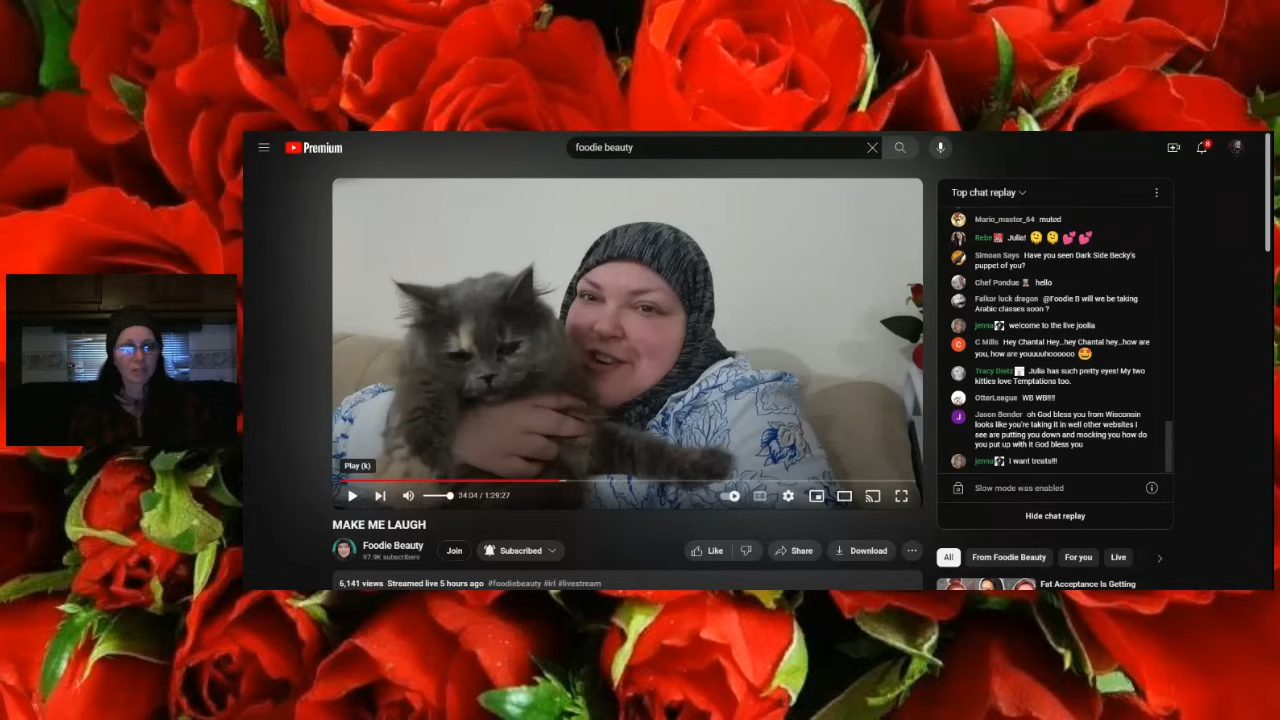 Premium
foodie beauty
8
Top chat replay
Mario_master_64 muted
Rebe Julia!
Simoan Says Have you seen Dark Side Becky's
puppet of you?
Chef Pondue hello
Falkor luck dragon @Foodie B will we be taking
Arabic classes soon ?
jenna welcome to the live joolia
C Mills Hey Chantal Hey...hey Chantal hey...how are
you, how are youuuuhoooooo
Tracy Dietz Julia has such pretty eyes! My two
kitties love Temptations too.
OtterLeague WB WB!!!!
Jason Bender oh God bless you from Wisconsin
looks like you're taking it in well other websites I
see are putting you down and mocking you how do
you put up with it God bless you
jenna I want treats!!!
Play (k)
34:04 / 1:29:27
Slow mode was enabled
Hide chat replay
MAKE ME LAUGH
Foodie Beauty
97.9K subscribers
Join
Subscribed
Like
Share
Download
All
From Foodie Beauty
For you
Live
6,141 views Streamed live 5 hours ago #foodiebeauty #irl #livestream
Fat Acceptance Is Getting